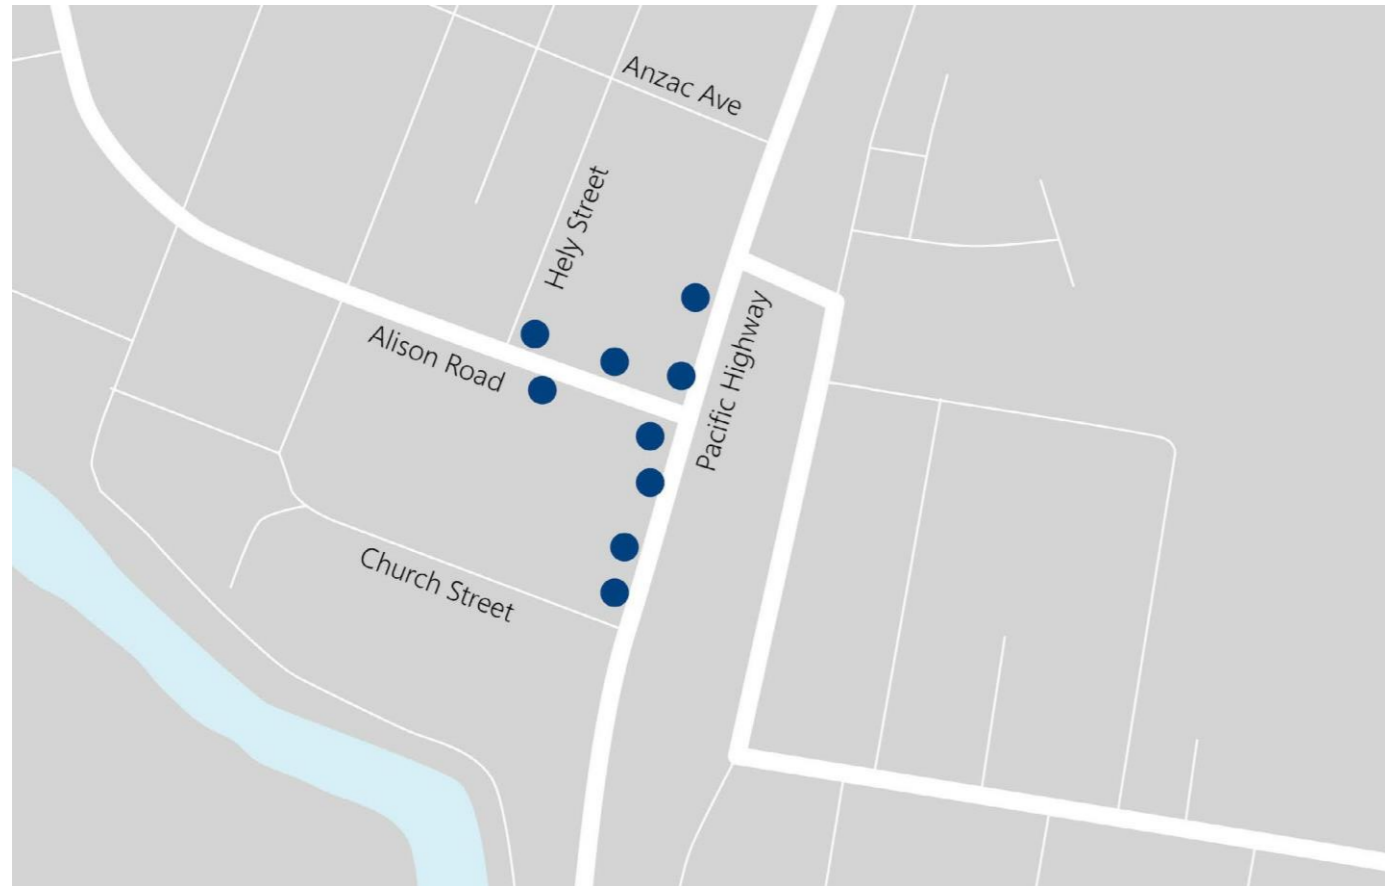 Anzac Ave
Hely Street
Alison Road
Pacific Highway
Church Street